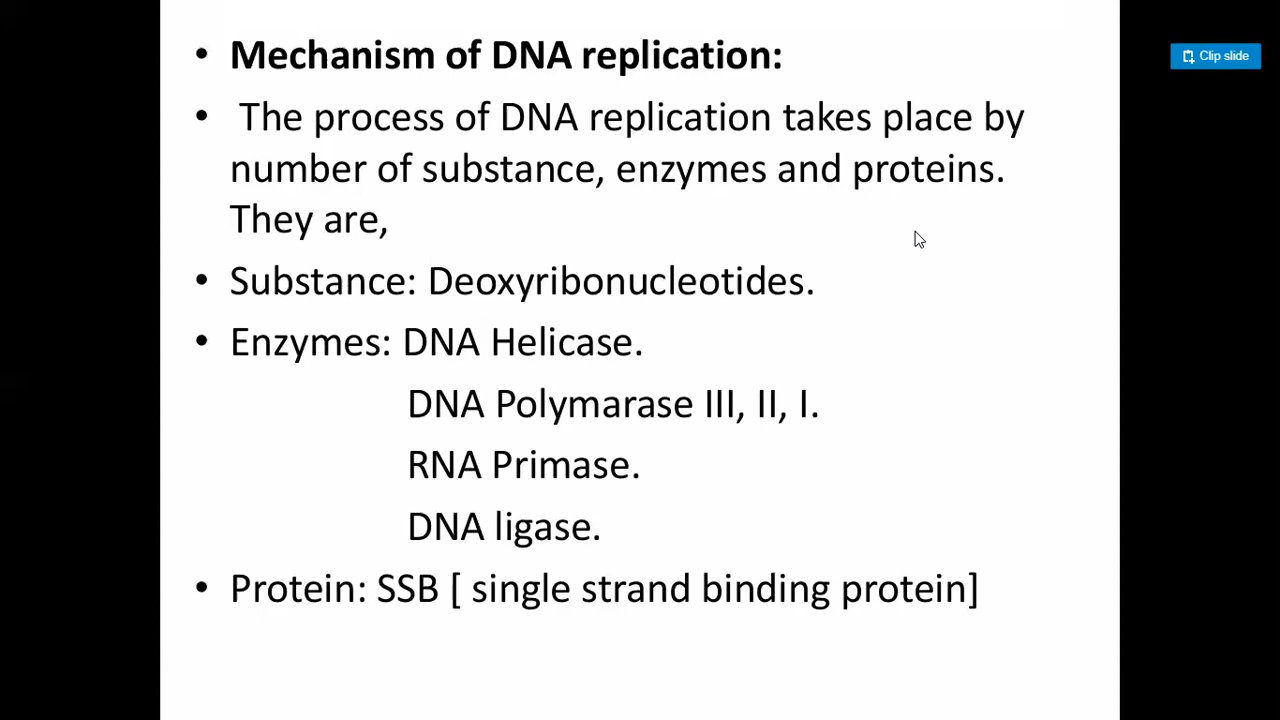 • Mechanism of DNA replication:
Clip slide
• The process of DNA replication takes place by
number of substance, enzymes and proteins.
They are,
• Substance: Deoxyribonucleotides.
• Enzymes: DNA Helicase.
DNA Polymarase III, II, I.
RNA Primase.
DNA ligase.
• Protein: SSB [ single strand binding protein]